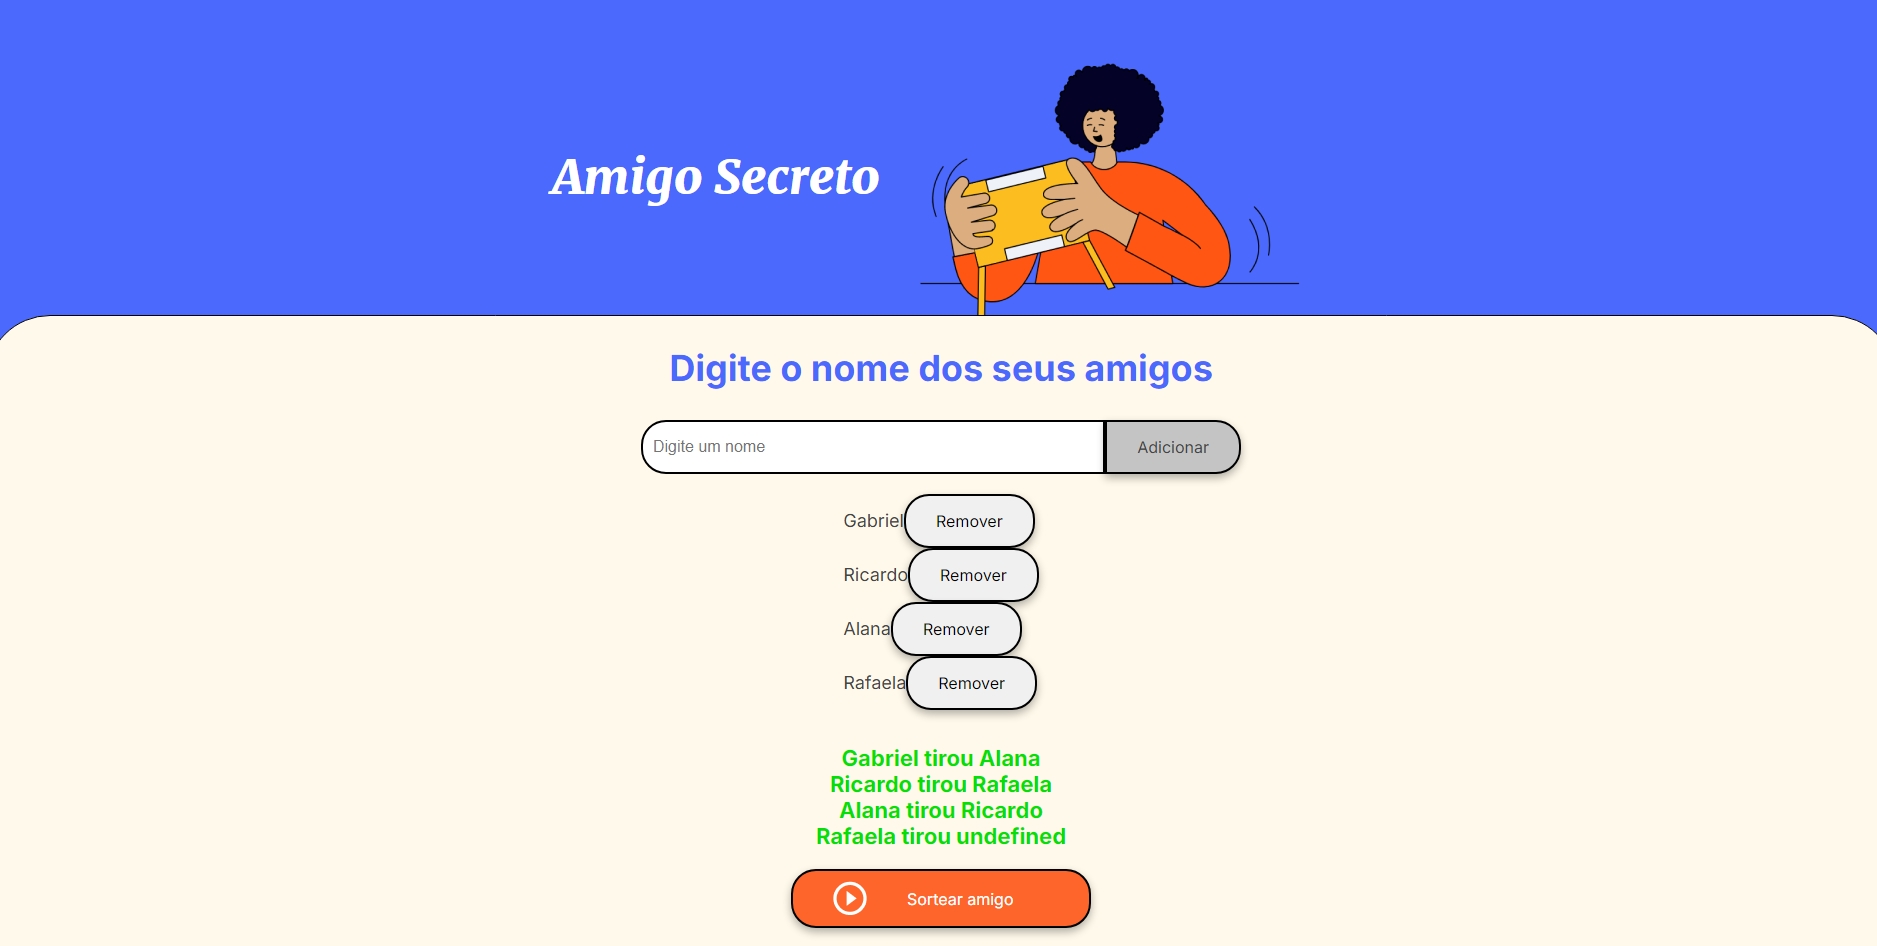 Amigo Secreto
Digite o nome dos seus amigos
Digite um nome
Adicionar
Gabriel Remover
Ricardo Remover
Alana Remover
Rafaela Remover
Gabriel tirou Alana
Ricardo tirou Rafaela
Alana tirou Ricardo
Rafaela tirou undefined
Sortear amigo